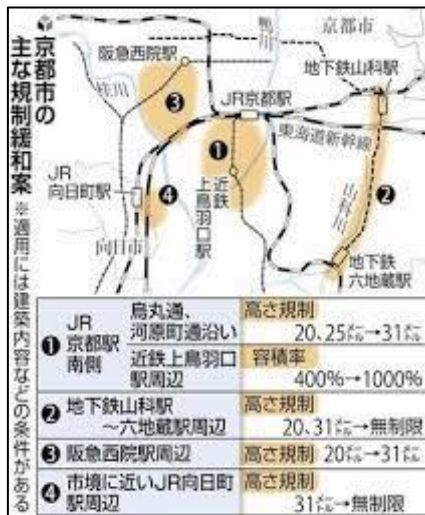 京都市の
主な規制緩和案
※適用には建築内容などの条件がある
鴨川
京都市
阪急西院駅
地下鉄山科駅
桂川
JR京都駅
❸
東海道新幹線
❶
JR
向日町駅
❹
近鉄
上鳥羽口駅
山科川
❷
向日市
地下鉄
六地蔵駅
❶ JR京都駅南側
烏丸通、河原町通沿い
高さ規制
20、25㍍→31㍍
近鉄上鳥羽口駅周辺
容積率
400%→1000%
❷ 地下鉄山科駅～六地蔵駅周辺
高さ規制
20、31㍍→無制限
❸ 阪急西院駅周辺
高さ規制 20㍍→31㍍
❹ 市境に近いJR向日町駅周辺
高さ規制
31㍍→無制限